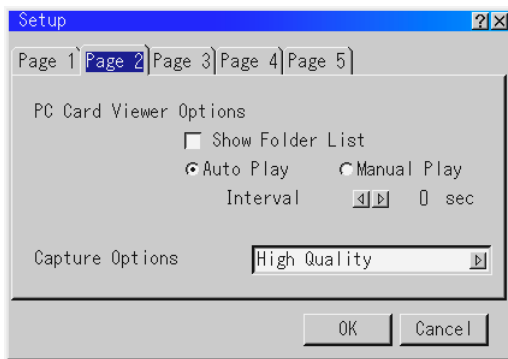 Setup
Page 1 Page 2 Page 3 Page 4 Page 5
PC Card Viewer Options
Show Folder List
Auto Play Manual Play
Interval 0 sec
Capture Options High Quality
OK Cancel